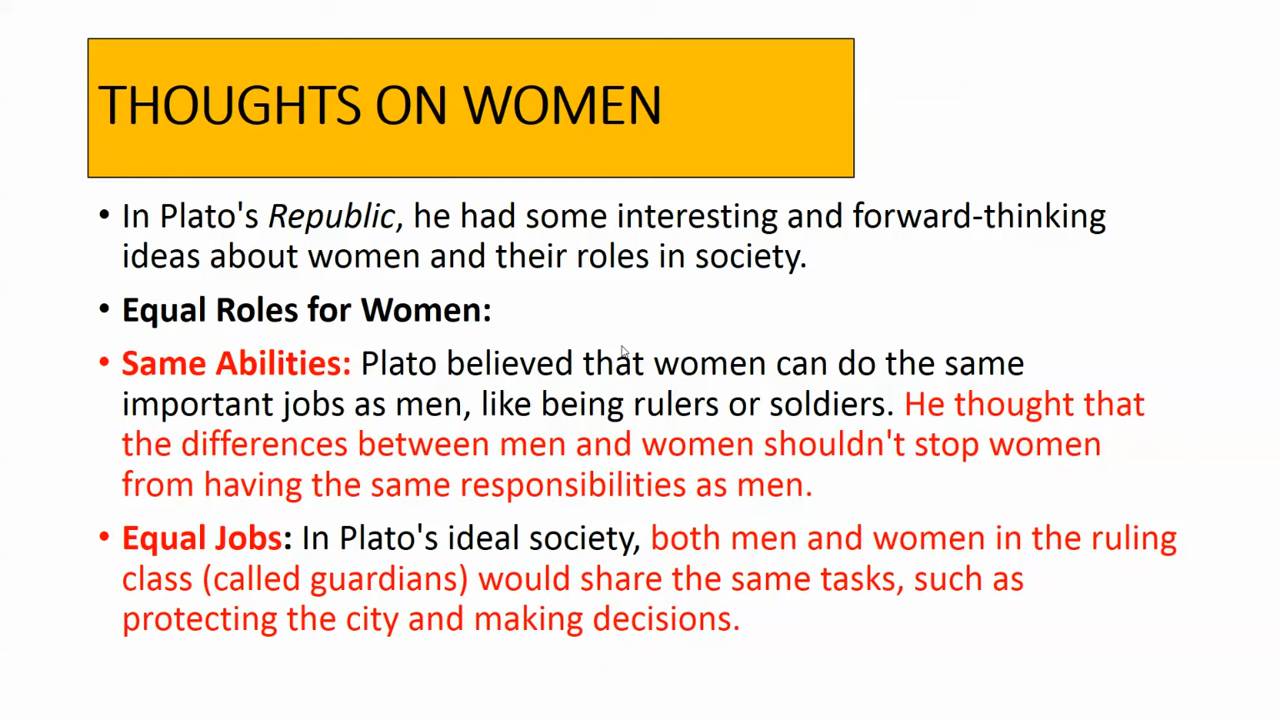 THOUGHTS ON WOMEN
• In Plato's Republic, he had some interesting and forward-thinking
ideas about women and their roles in society.
• Equal Roles for Women:
• Same Abilities: Plato believed that women can do the same
important jobs as men, like being rulers or soldiers. He thought that
the differences between men and women shouldn't stop women
from having the same responsibilities as men.
• Equal Jobs: In Plato's ideal society, both men and women in the ruling
class (called guardians) would share the same tasks, such as
protecting the city and making decisions.